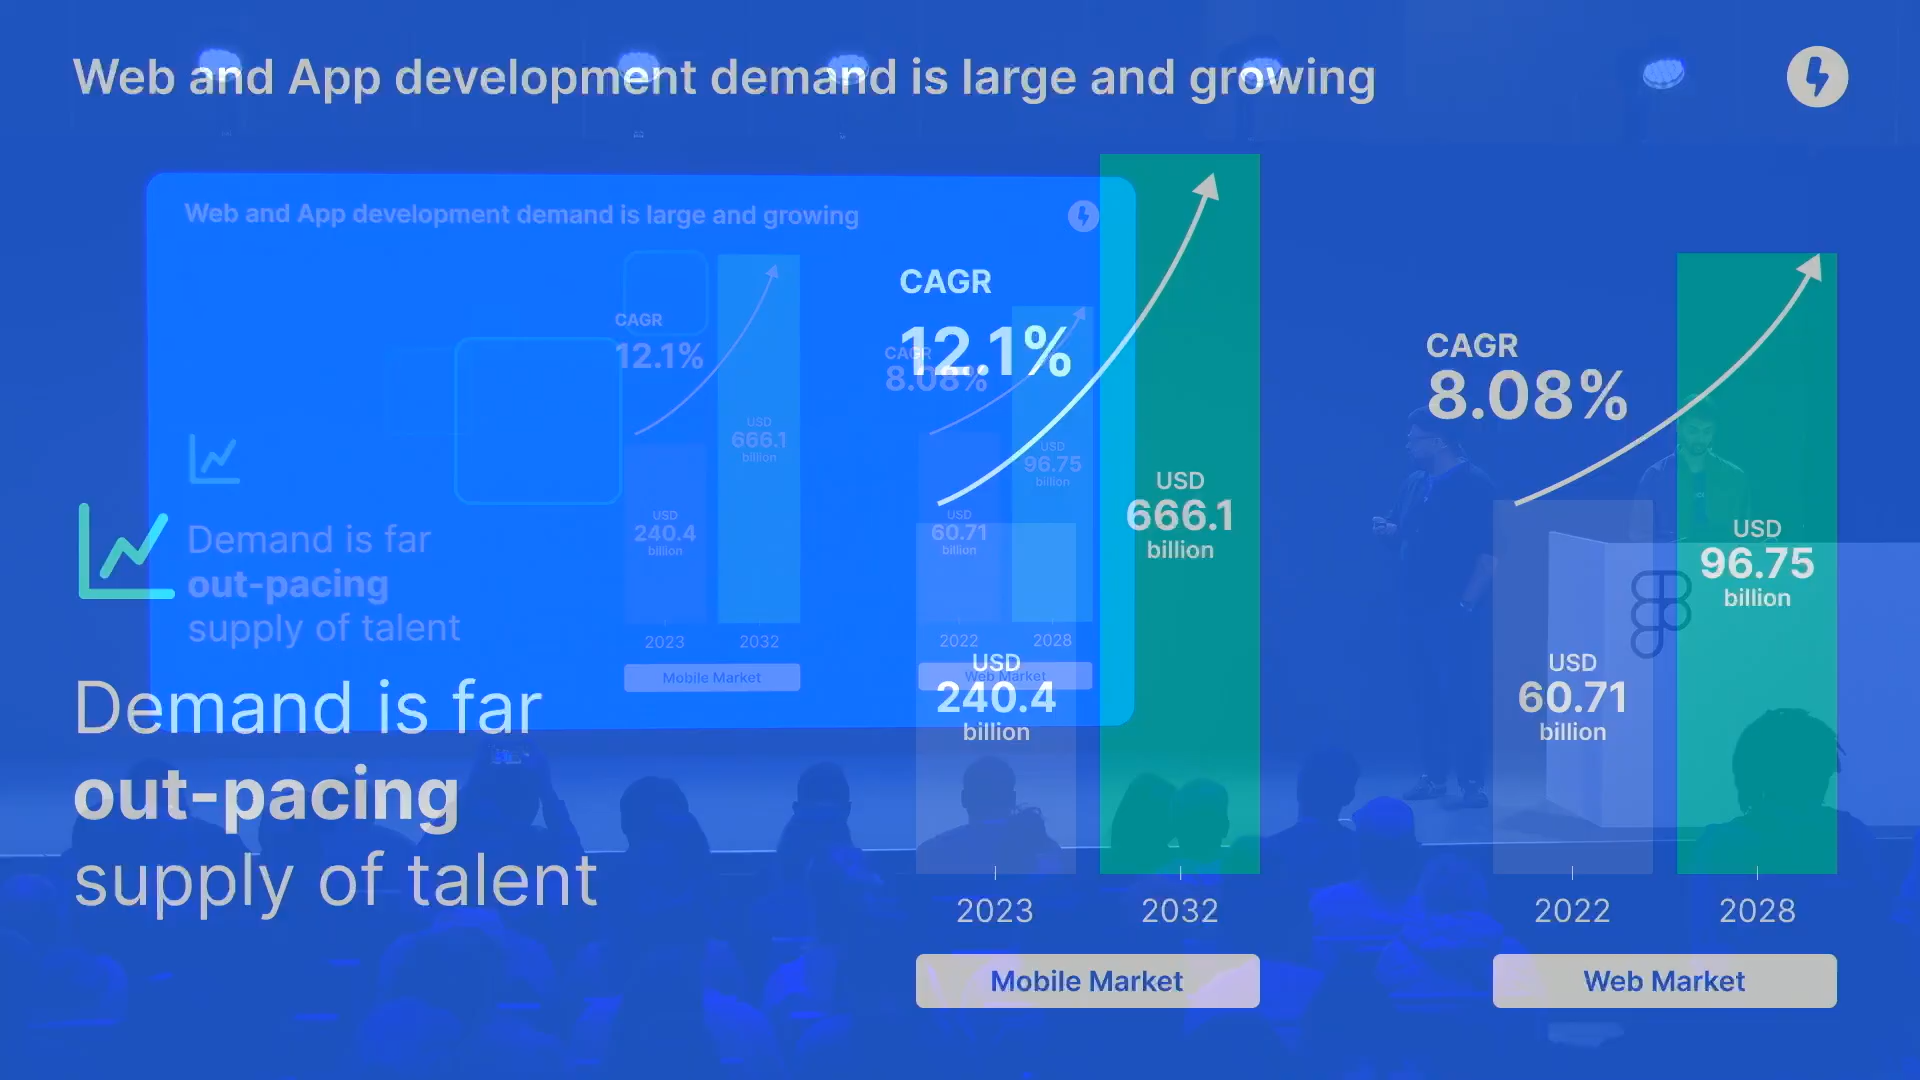 Web and App development demand is large and growing
Demand is far
out-pacing
supply of talent
CAGR
12.1%
USD
240.4
billion
USD
666.1
billion
2023
2032
Mobile Market
CAGR
8.08%
USD
60.71
billion
USD
96.75
billion
2022
2028
Web Market
Web and App development demand is large and growing
Demand is far
out-pacing
supply of talent
CAGR
12.1%
USD
240.4
billion
USD
666.1
billion
2023
2032
Mobile Market
CAGR
8.08%
USD
60.71
billion
USD
96.75
billion
2022
2028
Web Market